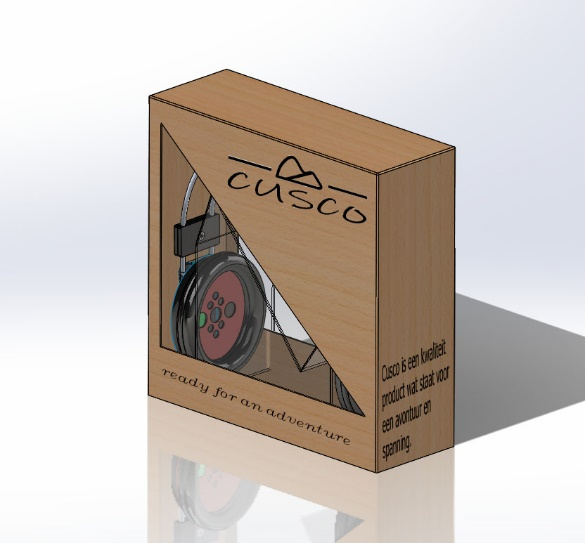 cusco
ready for an adventure
Cusco is een kwaliteit
product wat staat voor
een avontuur en
spanning.